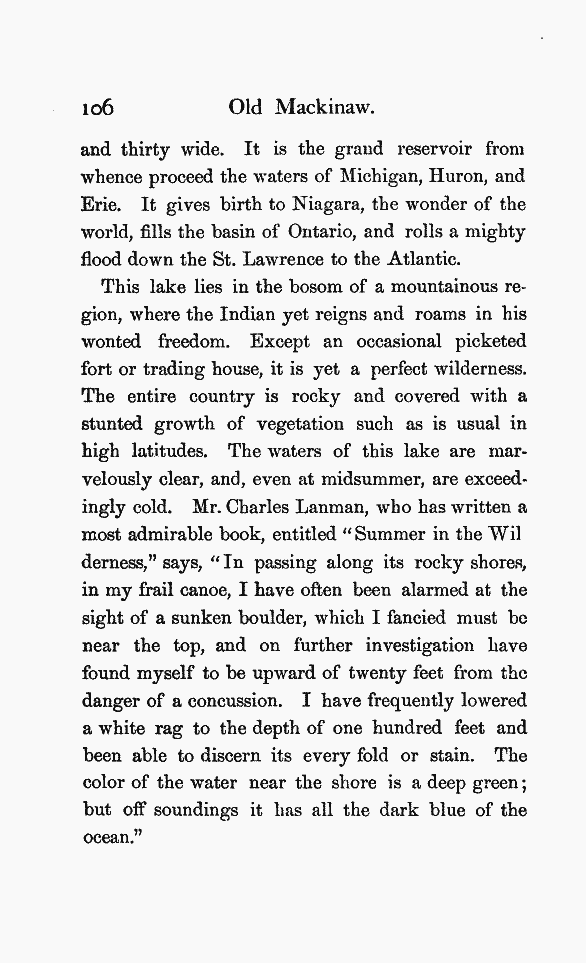 106 Old Mackinaw.
and thirty wide. It is the grand reservoir from
whence proceed the waters of Michigan, Huron, and
Erie. It gives birth to Niagara, the wonder of the
world, fills the basin of Ontario, and rolls a mighty
flood down the St. Lawrence to the Atlantic.
This lake lies in the bosom of a mountainous re-
gion, where the Indian yet reigns and roams in his
wonted freedom. Except an occasional picketed
fort or trading house, it is yet a perfect wilderness.
The entire country is rocky and covered with a
stunted growth of vegetation such as is usual in
high latitudes. The waters of this lake are mar-
velously clear, and, even at midsummer, are exceed-
ingly cold. Mr. Charles Lanman, who has written a
most admirable book, entitled "Summer in the Wil
derness," says, "In passing along its rocky shores,
in my frail canoe, I have often been alarmed at the
sight of a sunken boulder, which I fancied must be
near the top, and on further investigation have
found myself to be upward of twenty feet from the
danger of a concussion. I have frequently lowered
a white rag to the depth of one hundred feet and
been able to discern its every fold or stain. The
color of the water near the shore is a deep green;
but off soundings it has all the dark blue of the
ocean."